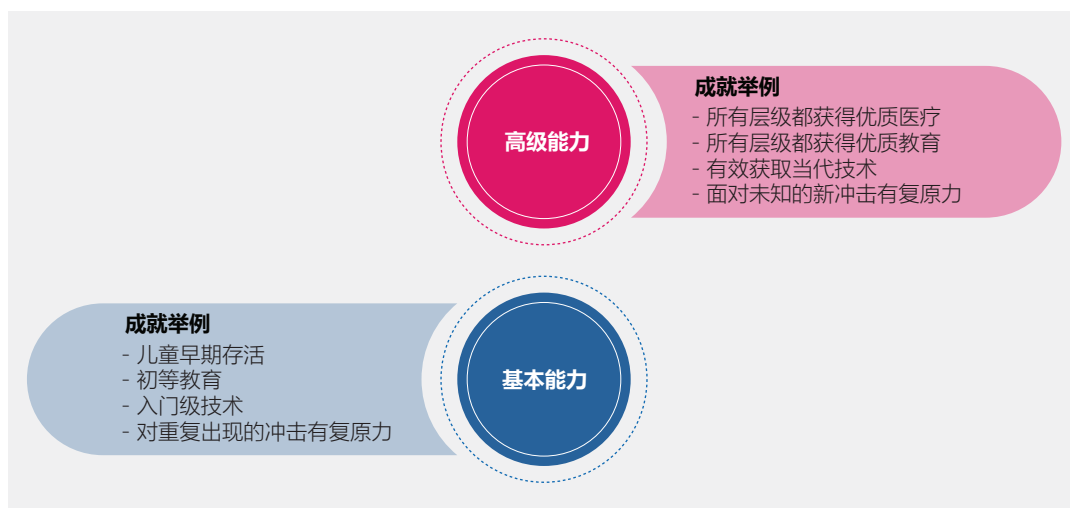 高级能力
成就举例
- 所有层级都获得优质医疗
- 所有层级都获得优质教育
- 有效获取当代技术
- 面对未知的新冲击有复原力
成就举例
- 儿童早期存活
- 初等教育
- 入门级技术
- 对重复出现的冲击有复原力
基本能力